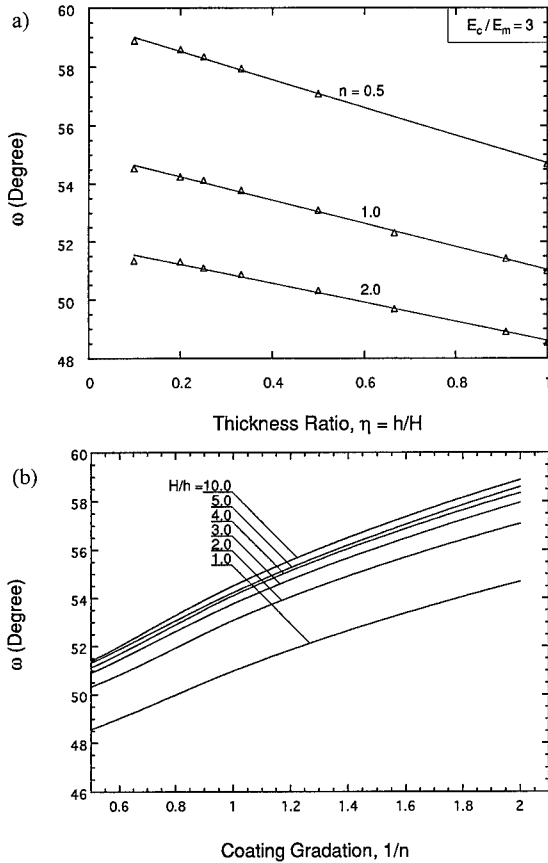 a)
60
58
56
54
52
50
48
ω (Degree)
E_c / E_m = 3
n = 0.5
1.0
2.0
0 0.2 0.4 0.6 0.8 1
Thickness Ratio, η = h/H
(b)
60
58
56
54
52
50
48
46
ω (Degree)
H/h =10.0
5.0
4.0
3.0
2.0
1.0
0.6 0.8 1 1.2 1.4 1.6 1.8 2
Coating Gradation, 1/n